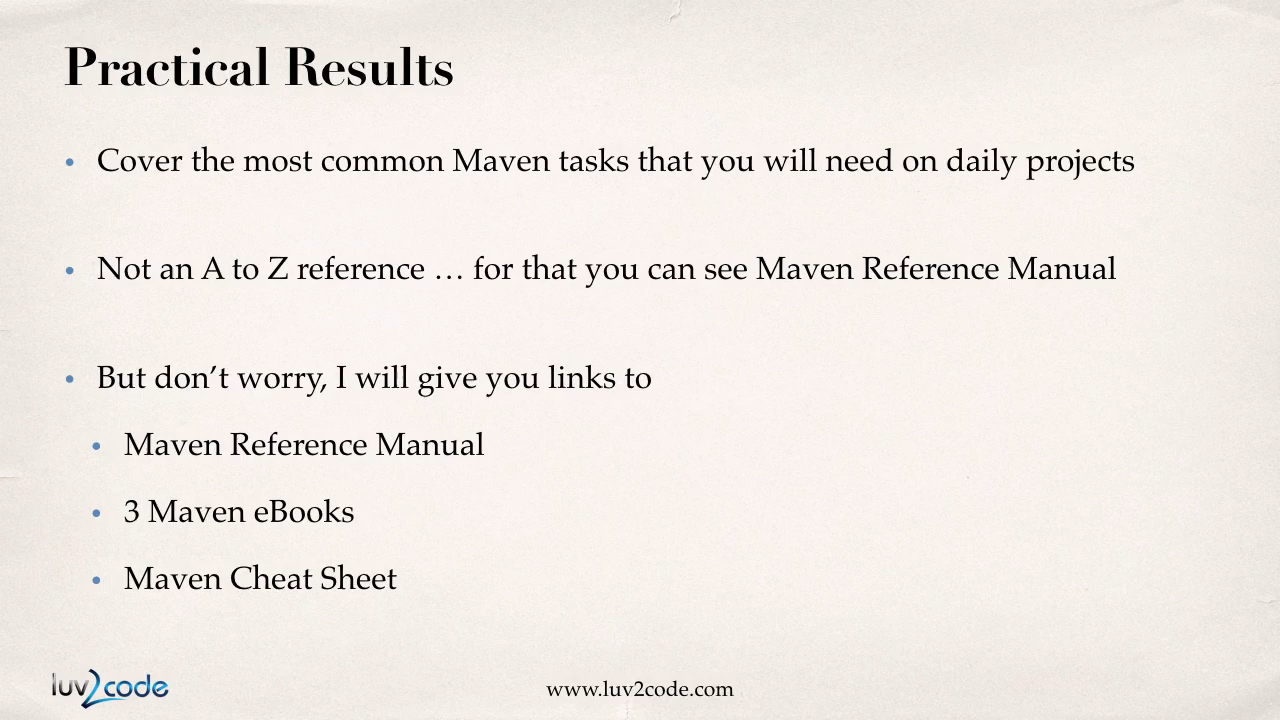 Practical Results
• Cover the most common Maven tasks that you will need on daily projects
• Not an A to Z reference … for that you can see Maven Reference Manual
• But don’t worry, I will give you links to
• Maven Reference Manual
• 3 Maven eBooks
• Maven Cheat Sheet
luv2code
www.luv2code.com